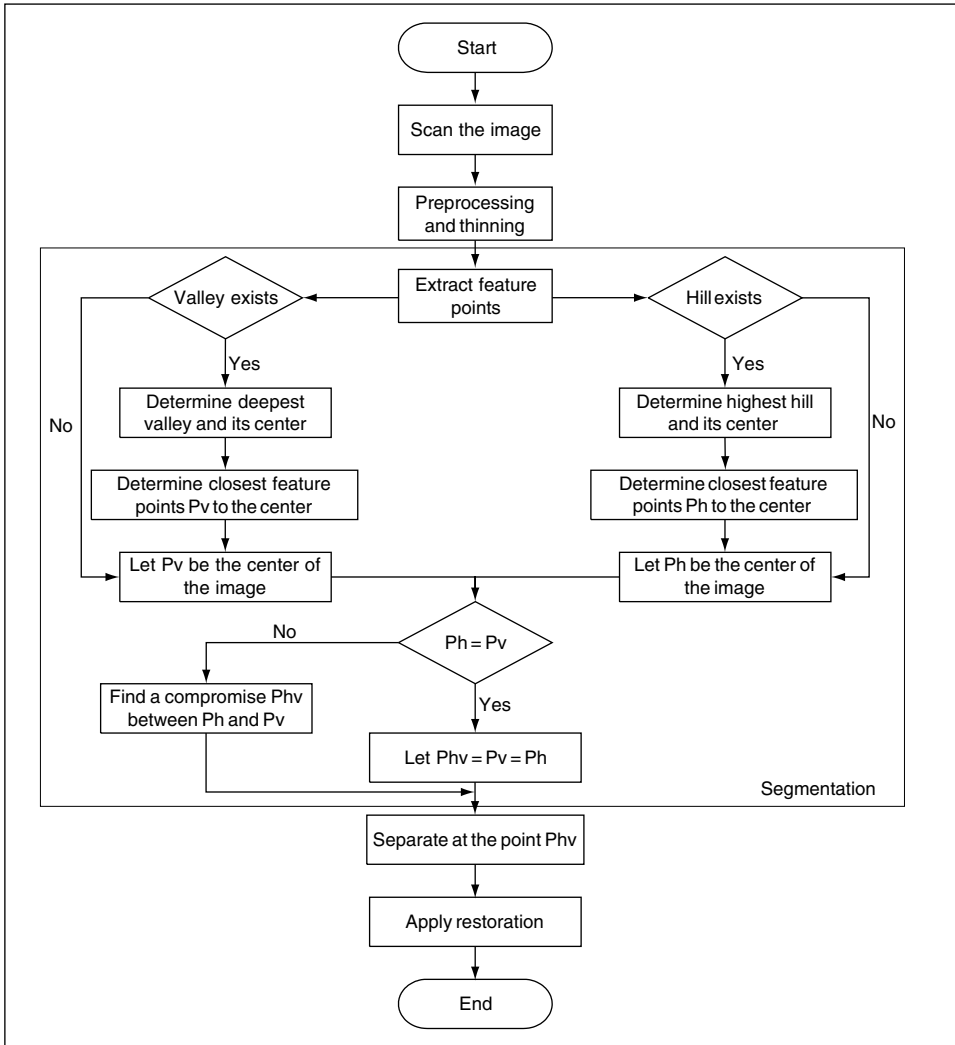 Start
Scan the image
Preprocessing
and thinning
Extract feature
points
Valley exists
Hill exists
Yes
Yes
No
No
Determine deepest
valley and its center
Determine highest hill
and its center
Determine closest feature
points Pv to the center
Determine closest feature
points Ph to the center
Let Pv be the center of
the image
Let Ph be the center of
the image
Ph = Pv
No
Yes
Find a compromise Phv
between Ph and Pv
Let Phv = Pv = Ph
Segmentation
Separate at the point Phv
Apply restoration
End